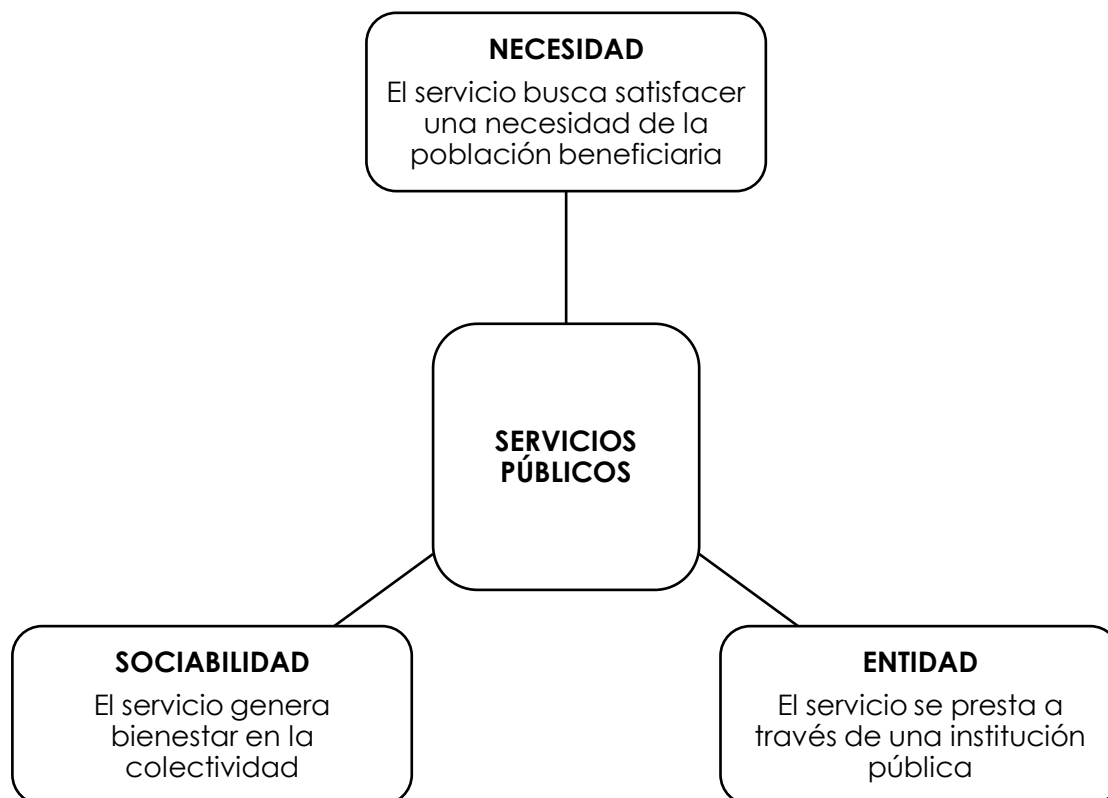 NECESIDAD
El servicio busca satisfacer
una necesidad de la
población beneficiaria
SERVICIOS
PÚBLICOS
SOCIABILIDAD
El servicio genera
bienestar en la
colectividad
ENTIDAD
El servicio se presta a
través de una institución
pública